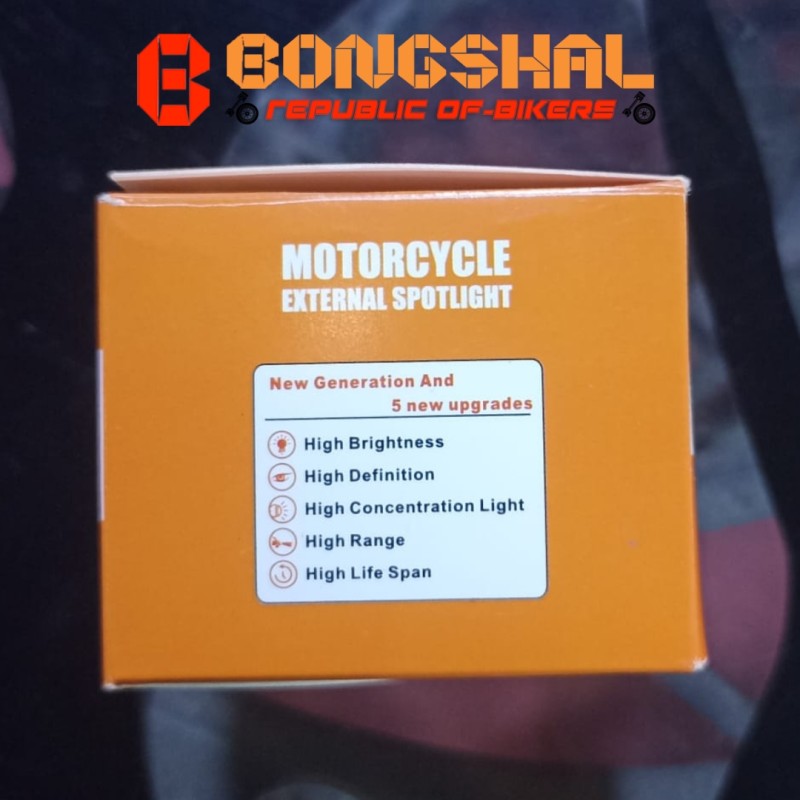 BONGSHAL
REPUBLIC OF-BIKERS
MOTORCYCLE
EXTERNAL SPOTLIGHT
New Generation And
5 new upgrades
High Brightness
High Definition
High Concentration Light
High Range
High Life Span